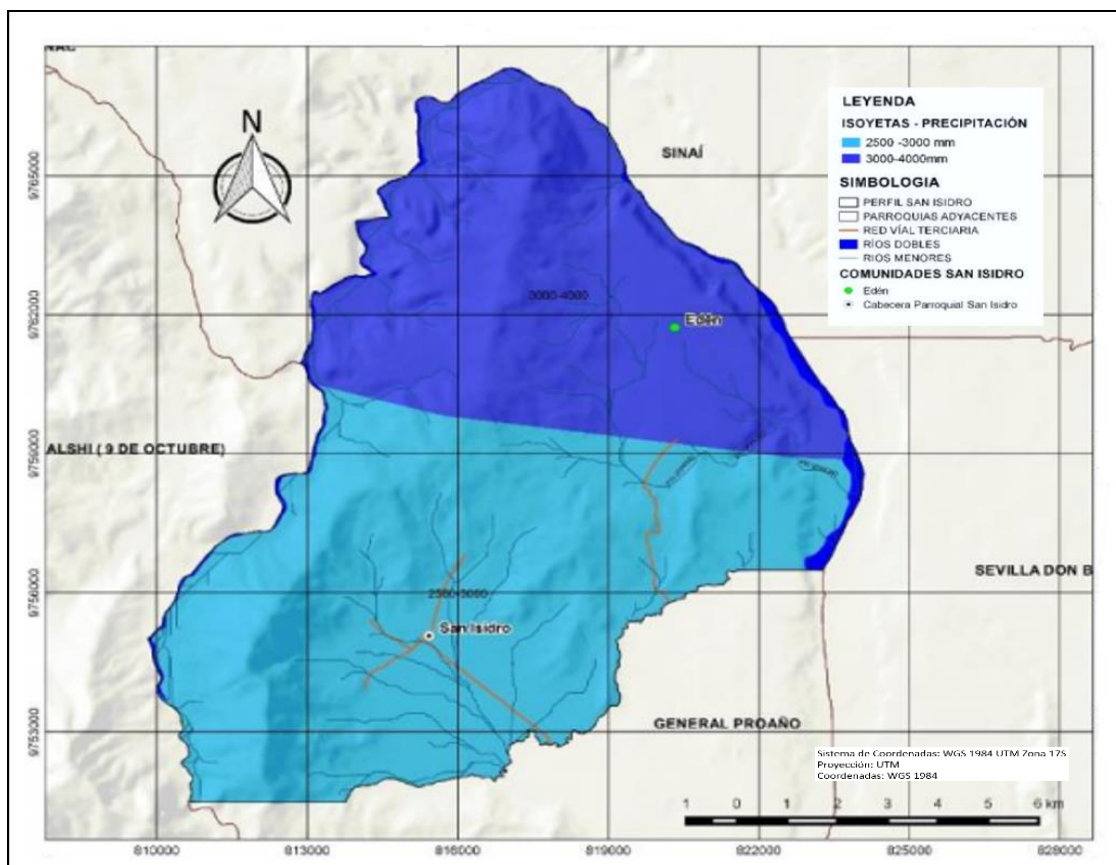 NAC
N
SINAÍ
LEYENDA
ISOYETAS - PRECIPITACIÓN
2500 -3000 mm
3000-4000mm
SIMBOLOGIA
PERFIL SAN ISIDRO
PARROQUIAS ADYACENTES
RED VÍAL TERCIARIA
RÍOS DOBLES
RIOS MENORES
COMUNIDADES SAN ISIDRO
Edén
Cabecera Parroquial San Isidro
9765000
9762000
9759000
9756000
9753000
3000-4000
Edén
ALSHI ( 9 DE OCTUBRE)
SEVILLA DON B
2500-3000
San Isidro
GENERAL PROAÑO
Sistema de Coordenadas: WGS 1984 UTM Zona 17S
Proyección: UTM
Coordenadas: WGS 1984
1 0 1 2 3 4 5 6 km
810000 813000 816000 819000 822000 825000 828000